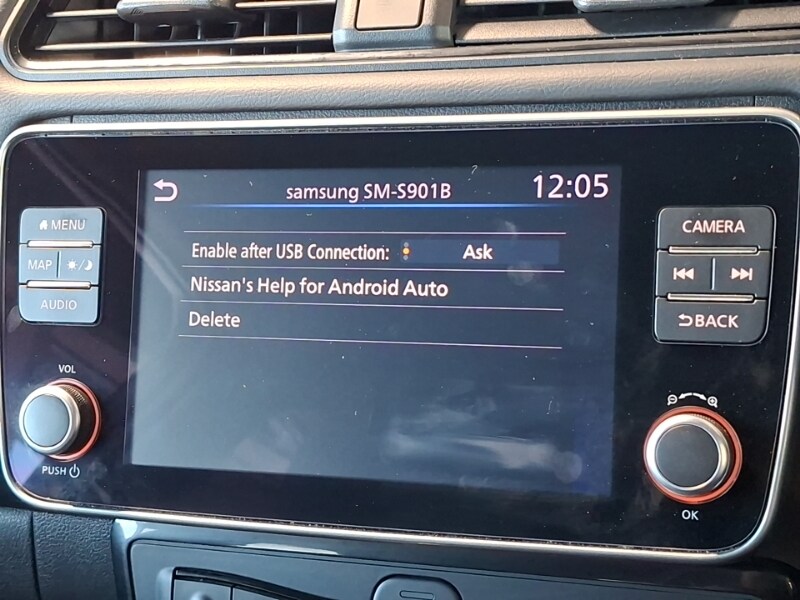 samsung SM-S901B
12:05
Enable after USB Connection: Ask
Nissan's Help for Android Auto
Delete
MENU
MAP
AUDIO
VOL
PUSH
CAMERA
BACK
OK